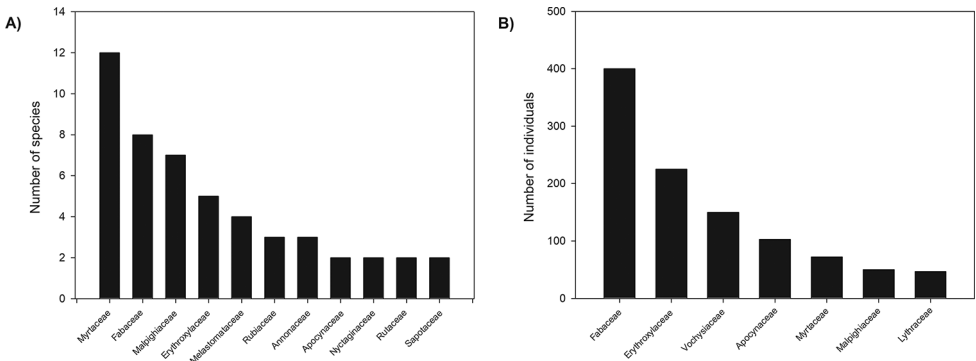 A)
Number of species
14
12
10
8
6
4
2
0
Myrtaceae
Fabaceae
Malpighiaceae
Erythroxylaceae
Melastomataceae
Rubiaceae
Annonaceae
Apocynaceae
Nyctaginaceae
Rutaceae
Sapotaceae
B)
Number of individuals
500
400
300
200
100
0
Fabaceae
Erythroxylaceae
Vochysiaceae
Apocynaceae
Myrtaceae
Malpighiaceae
Lythraceae